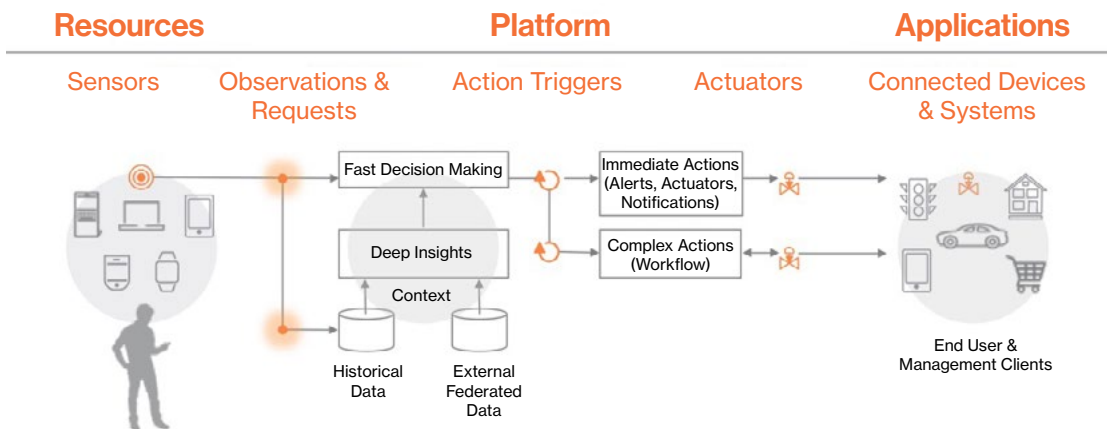 Resources
Platform
Applications
Sensors
Observations &
Requests
Action Triggers
Actuators
Connected Devices
& Systems
Fast Decision Making
Immediate Actions
(Alerts, Actuators,
Notifications)
Deep Insights
Complex Actions
(Workflow)
Context
Historical
Data
External
Federated
Data
End User &
Management Clients